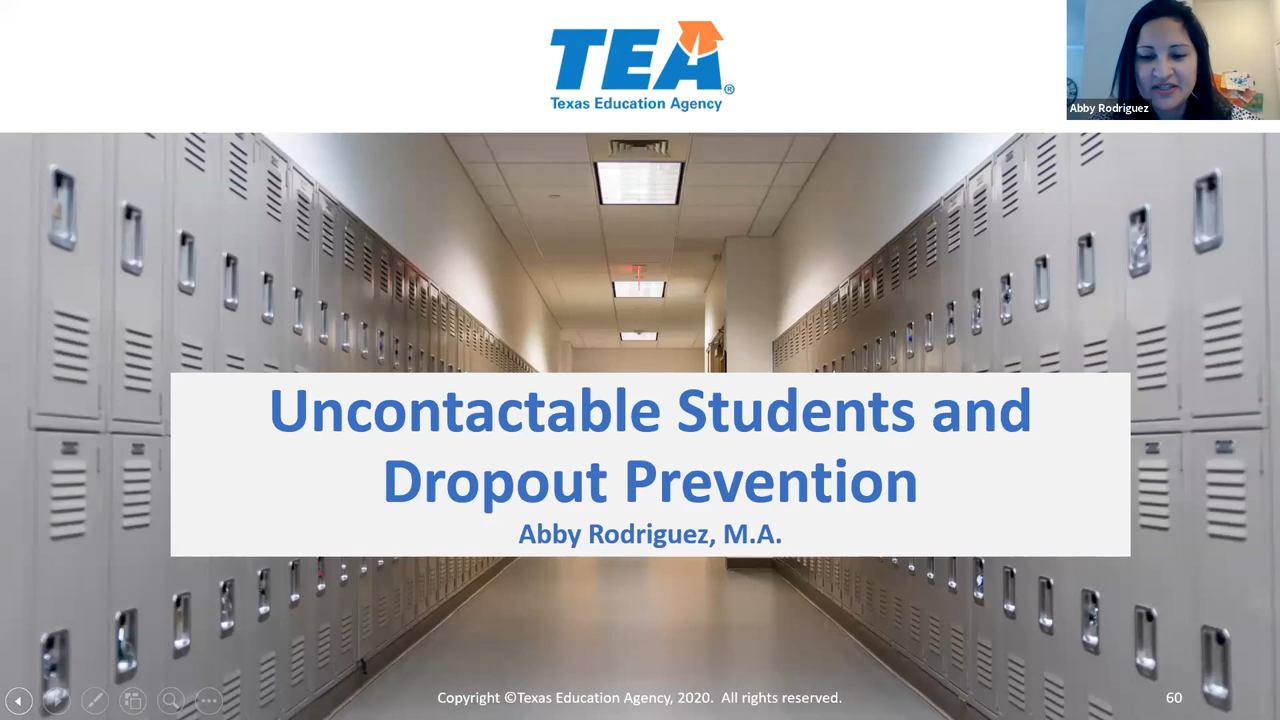 TEA®
Texas Education Agency
Abby Rodriguez
Uncontactable Students and
Dropout Prevention
Abby Rodriguez, M.A.
Copyright ©Texas Education Agency, 2020. All rights reserved.
60